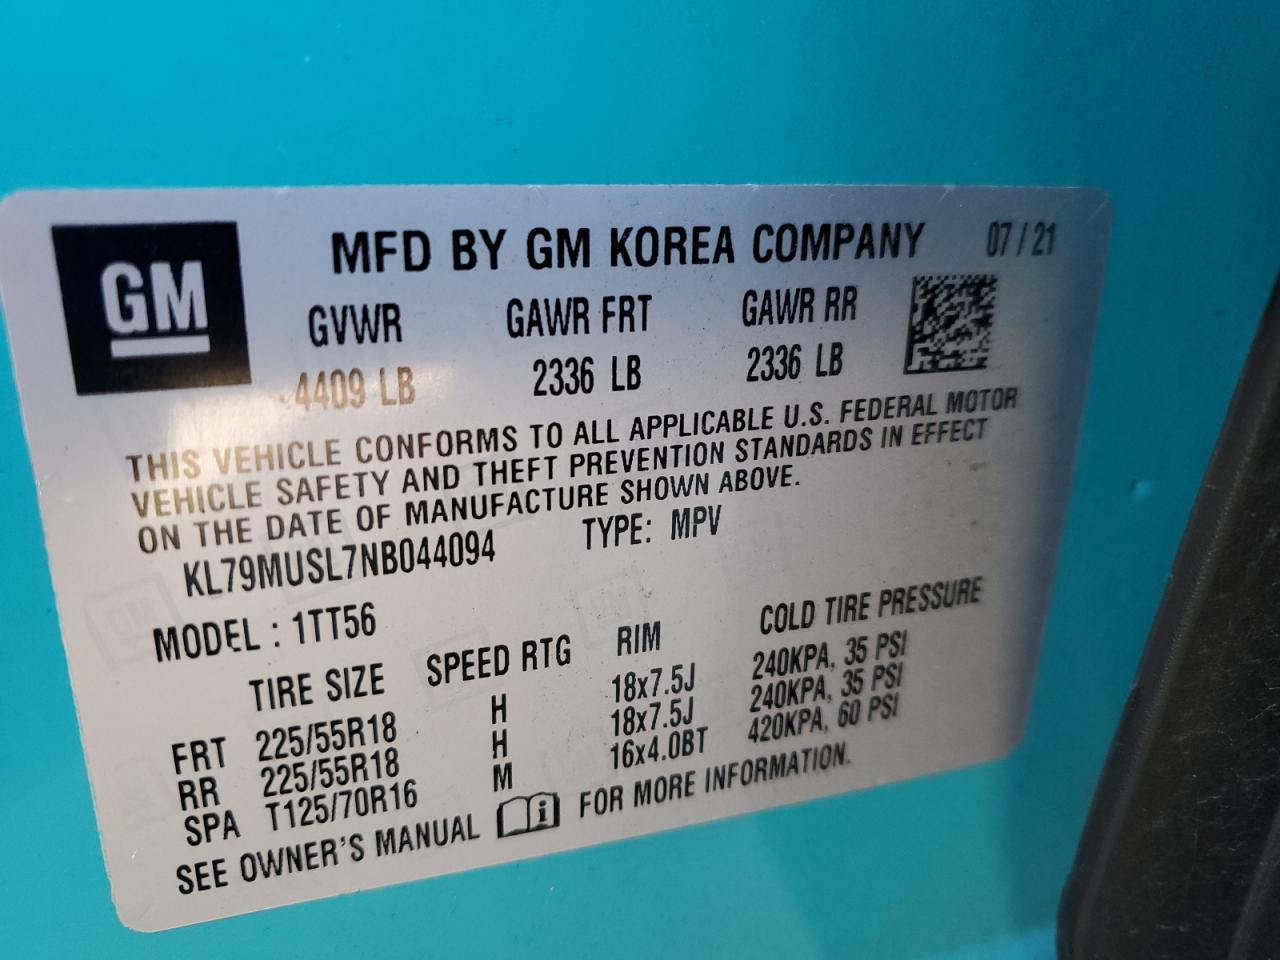 GM
MFD BY GM KOREA COMPANY 07/21
GVWR GAWR FRT GAWR RR
4409 LB 2336 LB 2336 LB
THIS VEHICLE CONFORMS TO ALL APPLICABLE U.S. FEDERAL MOTOR
VEHICLE SAFETY AND THEFT PREVENTION STANDARDS IN EFFECT
ON THE DATE OF MANUFACTURE SHOWN ABOVE.
KL79MUSL7NB044094 TYPE: MPV
MODEL : 1TT56
TIRE SIZE SPEED RTG RIM COLD TIRE PRESSURE
FRT 225/55R18 H 18x7.5J 240KPA, 35 PSI
RR 225/55R18 H 18x7.5J 240KPA, 35 PSI
SPA T125/70R16 M 16x4.0BT 420KPA, 60 PSI
SEE OWNER'S MANUAL i FOR MORE INFORMATION.